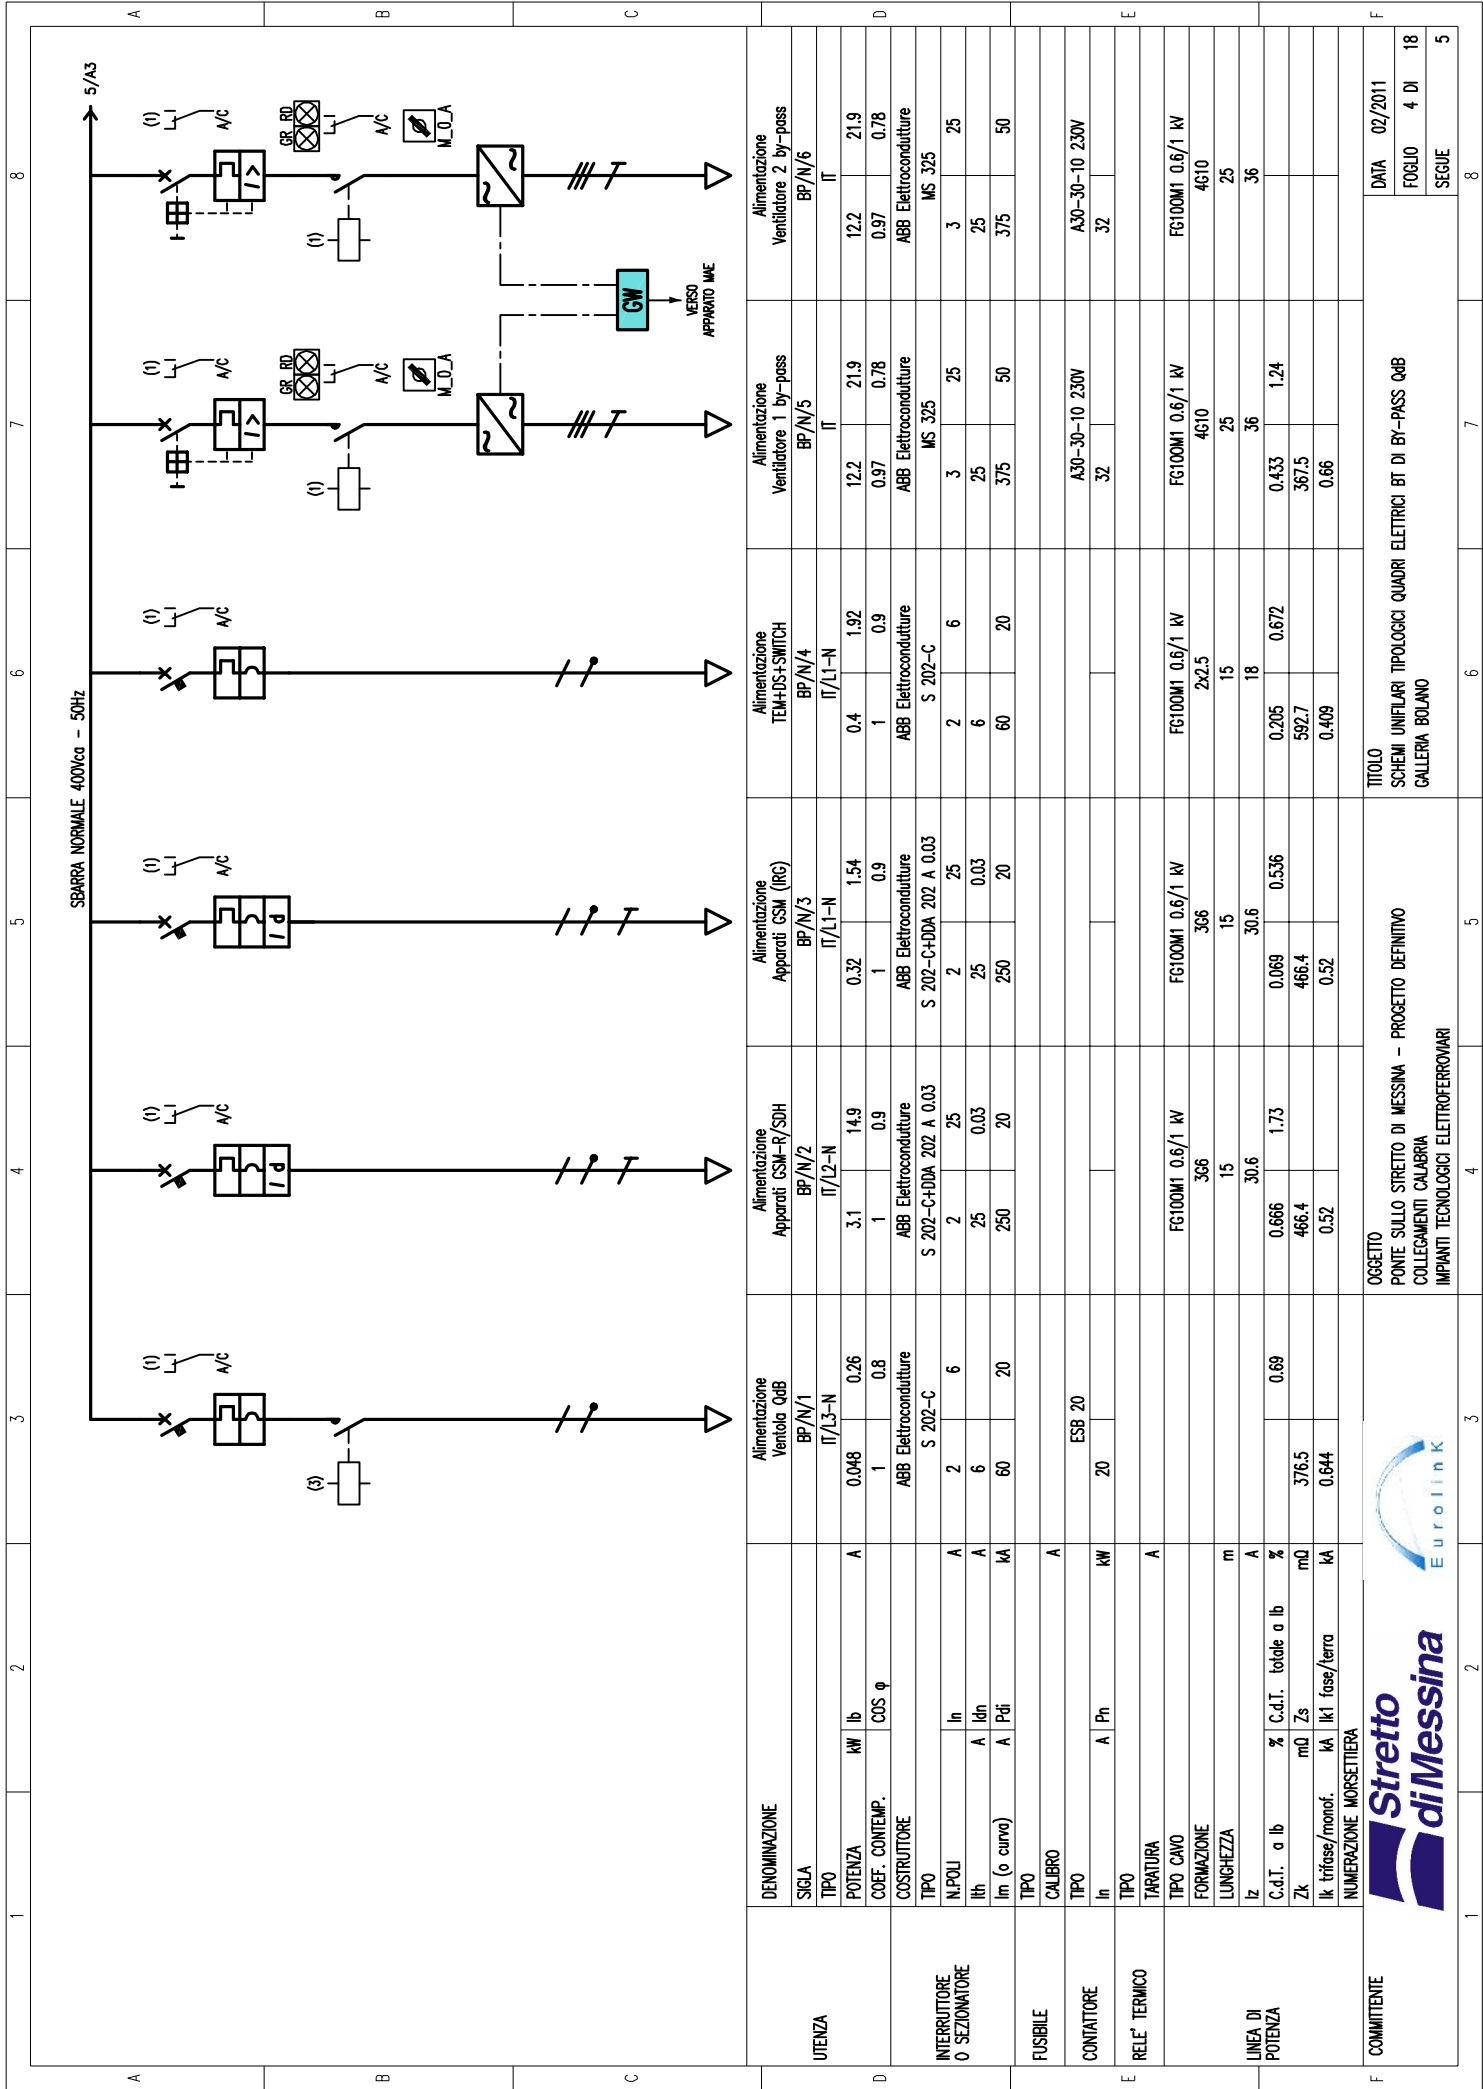 1 2 3 4 5 6 7 8
A
B
C
D
E
F
SBARRA NORMALE 400Vca - 50Hz
5/A3
(1) (1) (1) (1) (1) (1)
A/C A/C A/C A/C A/C A/C
I d I d I > I >
GR RD GR RD
(3) (1) (1)
A/C A/C
M_O_A M_O_A
GW
VERSO
APPARATO MAE
UTENZA
DENOMINAZIONE
Alimentazione
Ventola QdB
Alimentazione
Apparati GSM-R/SDH
Alimentazione
Apparati GSM (IRG)
Alimentazione
TEM+DS+SWITCH
Alimentazione
Ventilatore 1 by-pass
Alimentazione
Ventilatore 2 by-pass
SIGLA BP/N/1 BP/N/2 BP/N/3 BP/N/4 BP/N/5 BP/N/6
TIPO IT/L3-N IT/L2-N IT/L1-N IT/L1-N IT IT
POTENZA kW Ib A 0.048 0.26 3.1 14.9 0.32 1.54 0.4 1.92 12.2 21.9 12.2 21.9
COEF. CONTEMP. COS φ 1 0.8 1 0.9 1 0.9 1 0.9 0.97 0.78 0.97 0.78
INTERRUTTORE
O SEZIONATORE
COSTRUTTORE ABB Elettrocondutture ABB Elettrocondutture ABB Elettrocondutture ABB Elettrocondutture ABB Elettrocondutture ABB Elettrocondutture
TIPO S 202-C S 202-C+DDA 202 A 0.03 S 202-C+DDA 202 A 0.03 S 202-C MS 325 MS 325
N.POLI In A 2 6 2 25 2 25 2 6 3 25 3 25
Ith A Idn A 6 25 0.03 25 0.03 6 25 25
Im (o curva) A Pdi kA 60 20 250 20 250 20 60 20 375 50 375 50
FUSIBILE
TIPO
CALIBRO A
CONTATTORE
TIPO ESB 20 A30-30-10 230V A30-30-10 230V
In A Pn kW 20 32 32
RELE' TERMICO
TIPO
TARATURA A
LINEA DI
POTENZA
TIPO CAVO FG10OM1 0.6/1 kV FG10OM1 0.6/1 kV FG10OM1 0.6/1 kV FG10OM1 0.6/1 kV FG10OM1 0.6/1 kV
FORMAZIONE 3G6 3G6 2x2.5 4G10 4G10
LUNGHEZZA m 15 15 15 25 25
Iz A 30.6 30.6 18 36 36
C.d.T. a Ib % C.d.T. totale a Ib % 0.69 0.666 1.73 0.069 0.536 0.205 0.672 0.433 1.24
Zk mΩ Zs mΩ 376.5 466.4 466.4 592.7 367.5
Ik trifase/monof. kA Ik1 fase/terra kA 0.644 0.52 0.52 0.409 0.66
NUMERAZIONE MORSETTIERA
COMMITTENTE
Stretto
di Messina
EurolinK
OGGETTO
PONTE SULLO STRETTO DI MESSINA - PROGETTO DEFINITIVO
COLLEGAMENTI CALABRIA
IMPIANTI TECNOLOGICI ELETTROFERROVIARI
TITOLO
SCHEMI UNIFILARI TIPOLOGICI QUADRI ELETTRICI BT DI BY-PASS QdB
GALLERIA BOLANO
DATA 02/2011
FOGLIO 4 DI 18
SEGUE 5
1 2 3 4 5 6 7 8
A
B
C
D
E
F